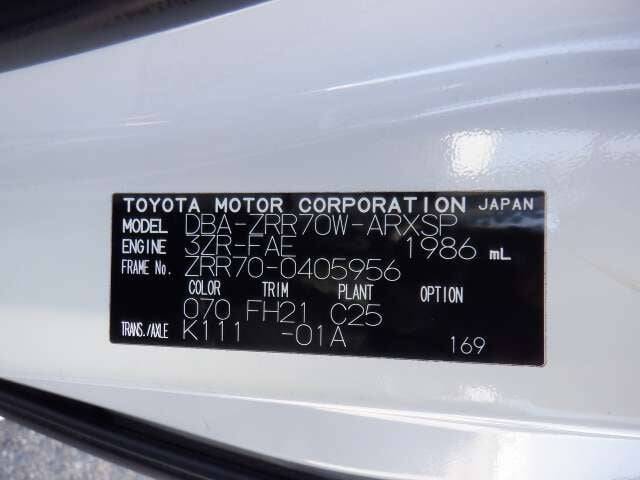 TOYOTA MOTOR CORPORATION JAPAN
MODEL DBA-ZRR70W-ARXSP
ENGINE 3ZR-FAE 1986 mL
FRAME No. ZRR70-0405956
COLOR TRIM PLANT OPTION
070 FH21 C25
TRANS./AXLE K111 -01A 169